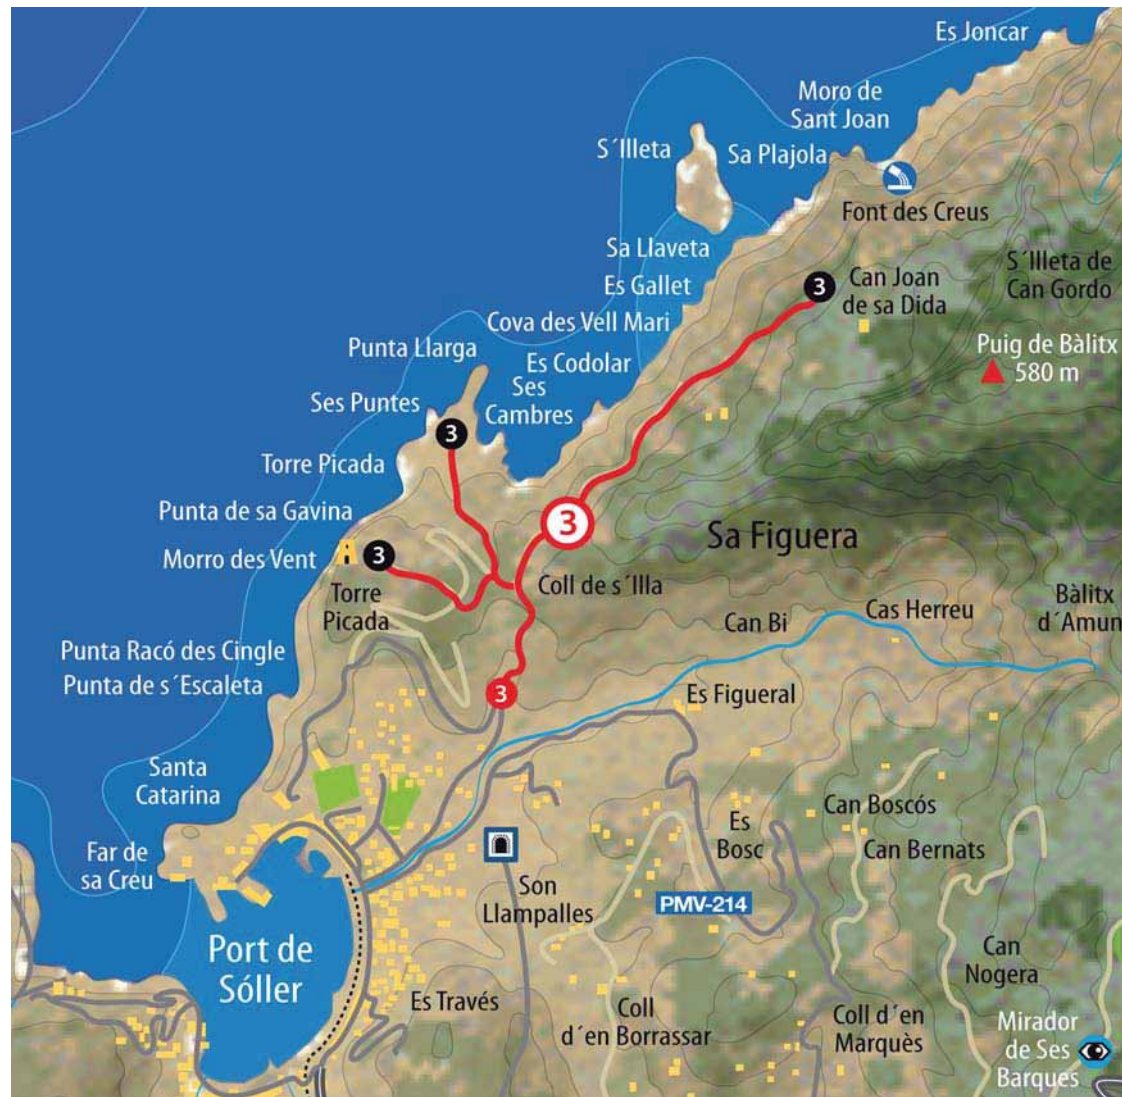 Es Joncar
Moro de
Sant Joan
S´Illeta
Sa Plajola
Font des Creus
Sa Llaveta
S´Illeta de
Can Gordo
Es Gallet
3
Can Joan
de sa Dida
Cova des Vell Mari
Puig de Bàlitx
580 m
Punta Llarga
Es Codolar
Ses
Cambres
Ses Puntes
3
Torre Picada
Punta de sa Gavina
3
Sa Figuera
Morro des Vent
3
Torre
Picada
Coll de s´Illa
Bàlitx
d´Amun
Cas Herreu
Can Bi
Punta Racó des Cingle
Punta de s´Escaleta
3
Es Figueral
Santa
Catarina
Can Boscós
Es
Bosc
Can Bernats
Far de
sa Creu
Son
Llampalles
PMV-214
Port de
Sóller
Can
Nogera
Es Través
Coll
d´en Borrassar
Coll d´en
Marquès
Mirador
de Ses
Barques